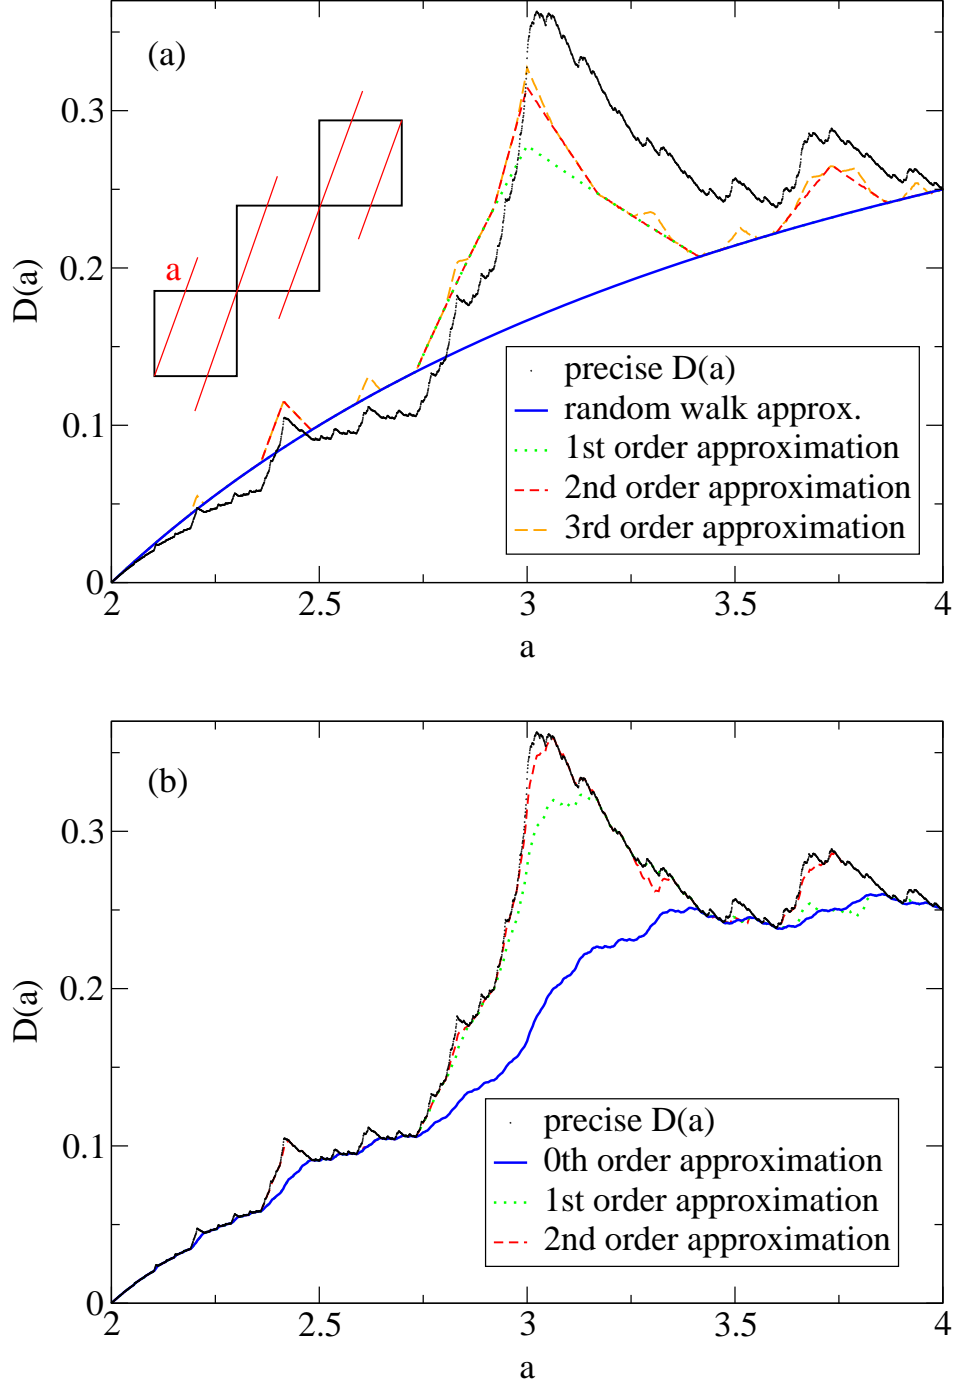 (a)
0.3
0.2
0.1
0
D(a)
a
precise D(a)
random walk approx.
1st order approximation
2nd order approximation
3rd order approximation
2 2.5 3 3.5 4
a
(b)
0.3
0.2
0.1
0
D(a)
precise D(a)
0th order approximation
1st order approximation
2nd order approximation
2 2.5 3 3.5 4
a